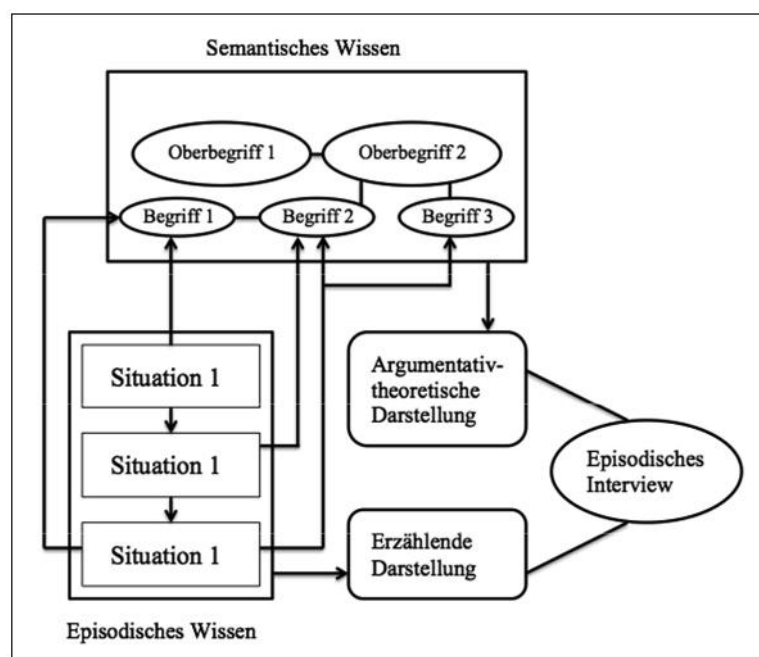 Semantisches Wissen
Oberbegriff 1
Oberbegriff 2
Begriff 1
Begriff 2
Begriff 3
Situation 1
Situation 1
Situation 1
Episodisches Wissen
Argumentativ-
theoretische
Darstellung
Erzählende
Darstellung
Episodisches
Interview